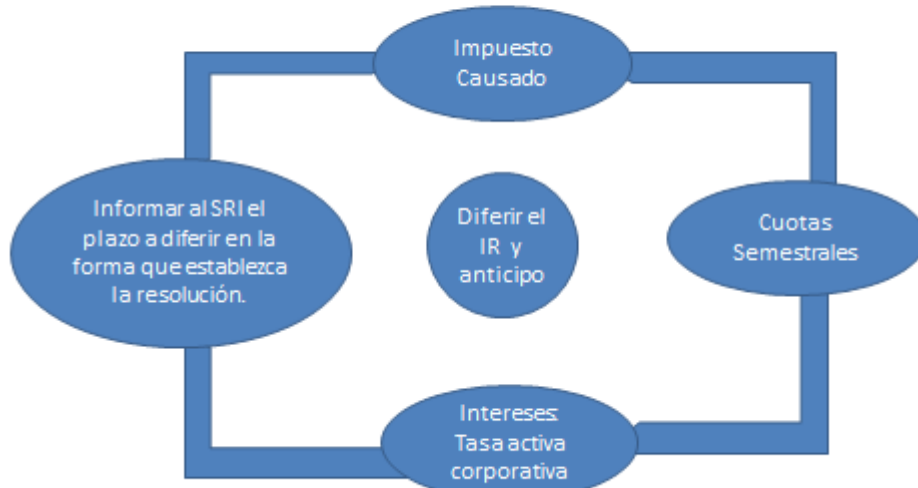 Impuesto
Causado
Informar al SRI el
plazo a diferir en la
forma que establezca
la resolución.
Diferir el
IR y
anticipo
Cuotas
Semestrales
Intereses:
Tasa activa
corporativa